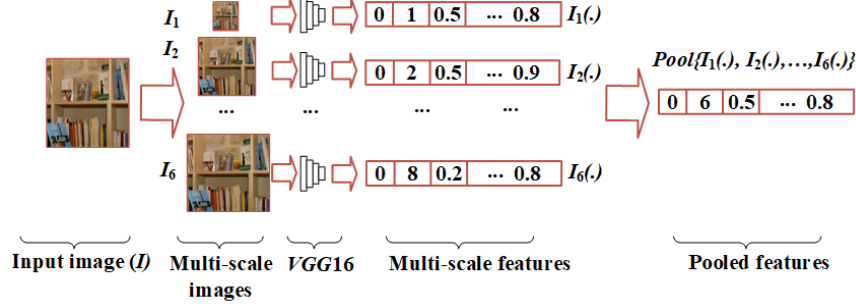 I1
0 1 0.5 ... 0.8 I1(.)
I2
0 2 0.5 ... 0.9 I2(.)
Pool{I1(.), I2(.),...,I6(.)}
0 6 0.5 ... 0.8
... ... ... ...
I6
0 8 0.2 ... 0.8 I6(.)
Input image (I)
Multi-scale
images
VGG16
Multi-scale features
Pooled features